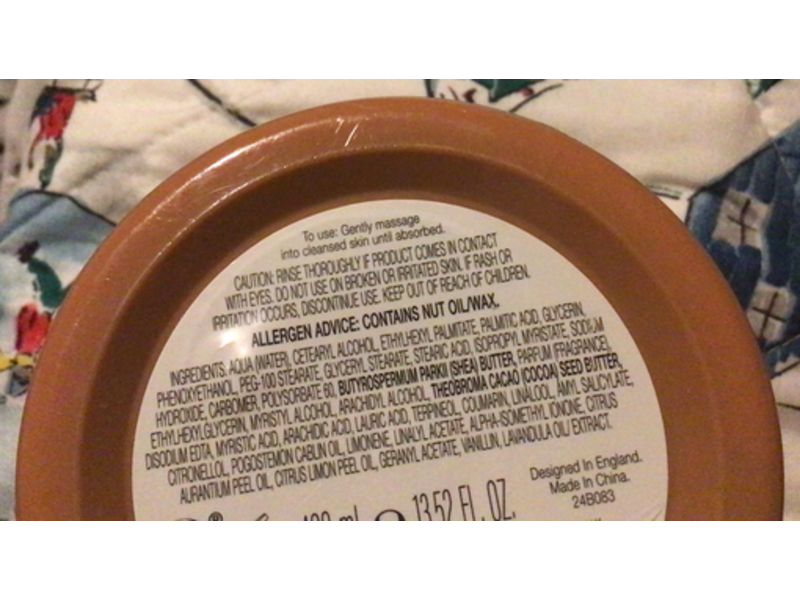 To use: Gently massage
into cleansed skin until absorbed.
CAUTION: RINSE THOROUGHLY IF PRODUCT COMES IN CONTACT
WITH EYES. DO NOT USE ON BROKEN OR IRRITATED SKIN. IF RASH OR
IRRITATION OCCURS, DISCONTINUE USE. KEEP OUT OF REACH OF CHILDREN.
ALLERGEN ADVICE: CONTAINS NUT OIL/WAX.
INGREDIENTS: AQUA (WATER), CETEARYL ALCOHOL, ETHYLHEXYL PALMITATE, PALMITIC ACID, GLYCERIN,
PHENOXYETHANOL, PEG-100 STEARATE, GLYCERYL STEARATE, STEARIC ACID, ISOPROPYL MYRISTATE, SODIUM
HYDROXIDE, CARBOMER, POLYSORBATE 60, BUTYROSPERMUM PARKII (SHEA) BUTTER, PARFUM (FRAGRANCE),
ETHYLHEXYLGLYCERIN, MYRISTYL ALCOHOL, ARACHIDYL ALCOHOL, THEOBROMA CACAO (COCOA) SEED BUTTER,
DISODIUM EDTA, MYRISTIC ACID, ARACHIDIC ACID, LAURIC ACID, TERPINEOL, COUMARIN, LINALOOL, AMYL SALICYLATE,
CITRONELLOL, POGOSTEMON CABLIN OIL, LIMONENE, LINALYL ACETATE, ALPHA-ISOMETHYL IONONE, CITRUS
AURANTIUM PEEL OIL, CITRUS LIMON PEEL OIL, GERANYL ACETATE, VANILLIN, LAVANDULA OIL/ EXTRACT.
Designed In England.
Made In China.
24B083
400 ml ℮ 13.52 FL. OZ.